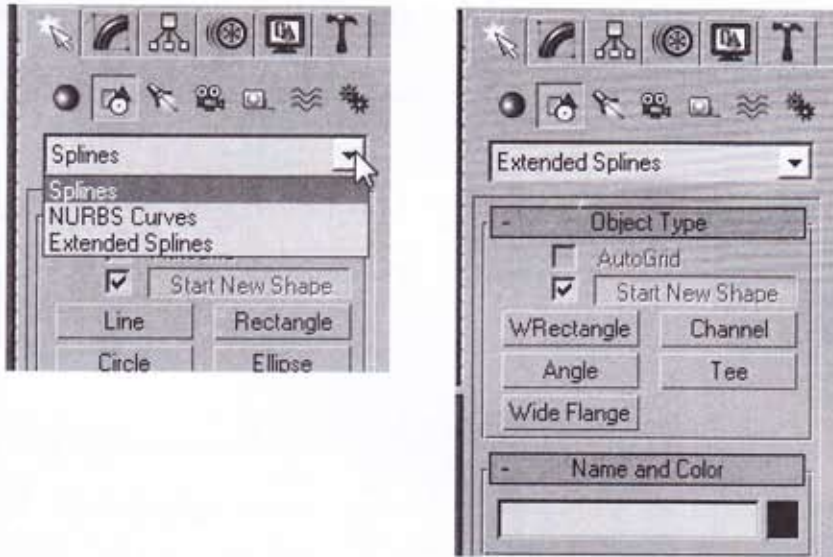 Splines
Splines
NURBS Curves
Extended Splines
Start New Shape
Line Rectangle
Circle Ellipse
Extended Splines
- Object Type
AutoGrid
Start New Shape
WRectangle Channel
Angle Tee
Wide Flange
- Name and Color